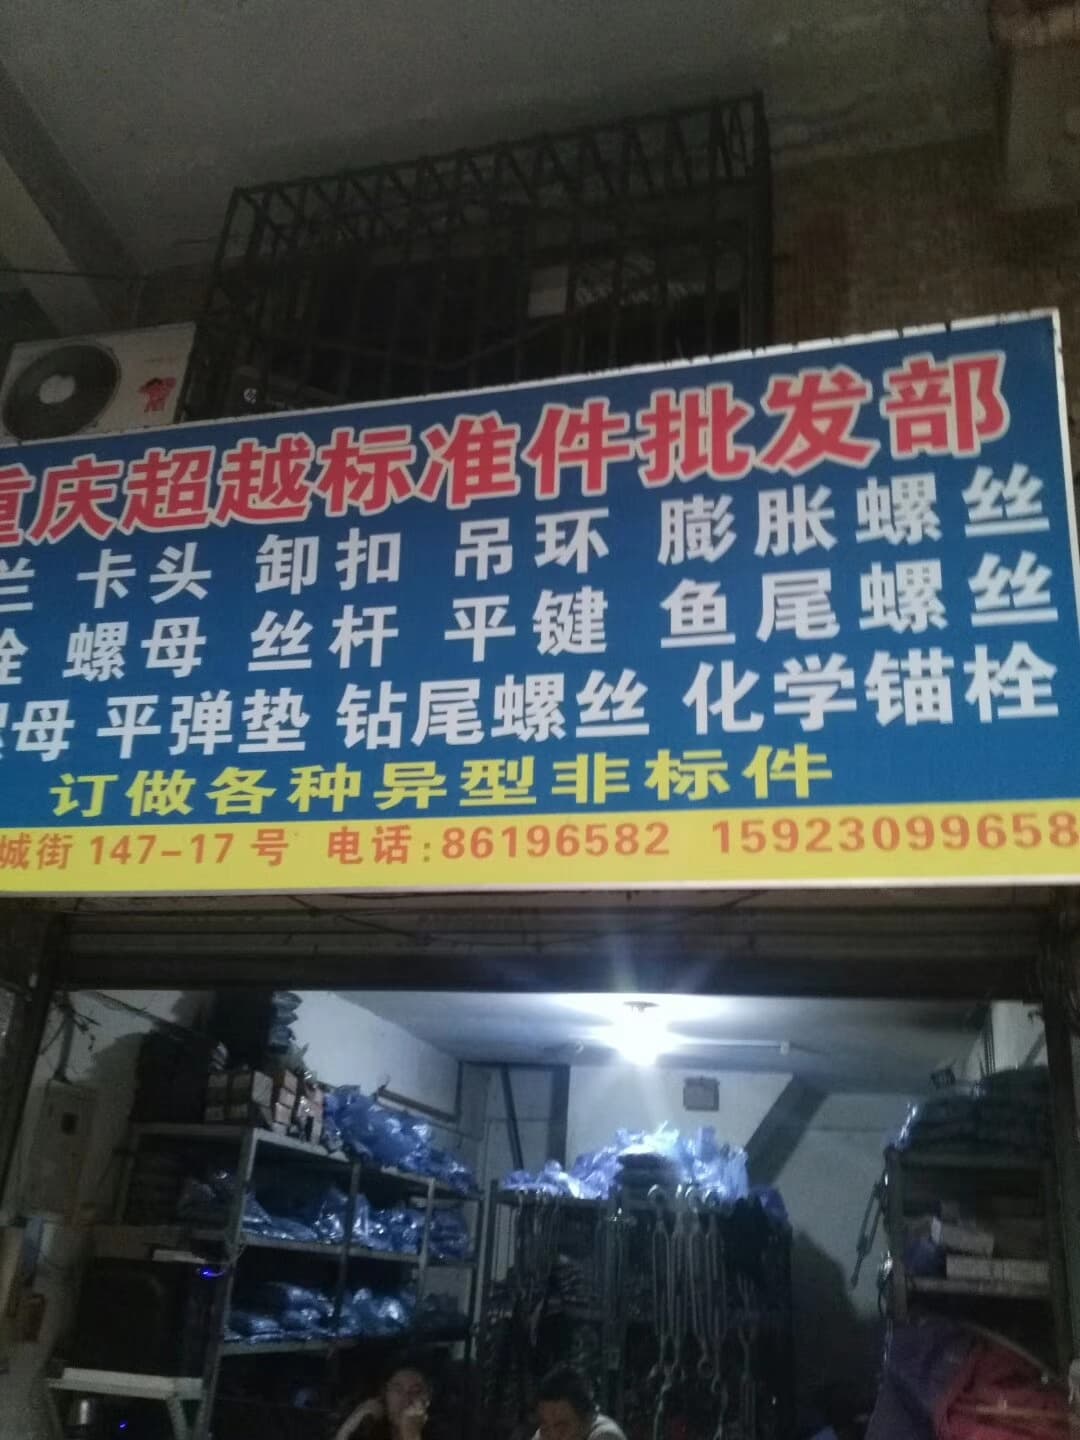 重庆超越标准件批发部
兰 卡头 卸扣 吊环 膨胀螺丝
栓 螺母 丝杆 平键 鱼尾螺丝
母 平弹垫 钻尾螺丝 化学锚栓
订做各种异型非标件
城街 147-17 号 电话:86196582 15923099658